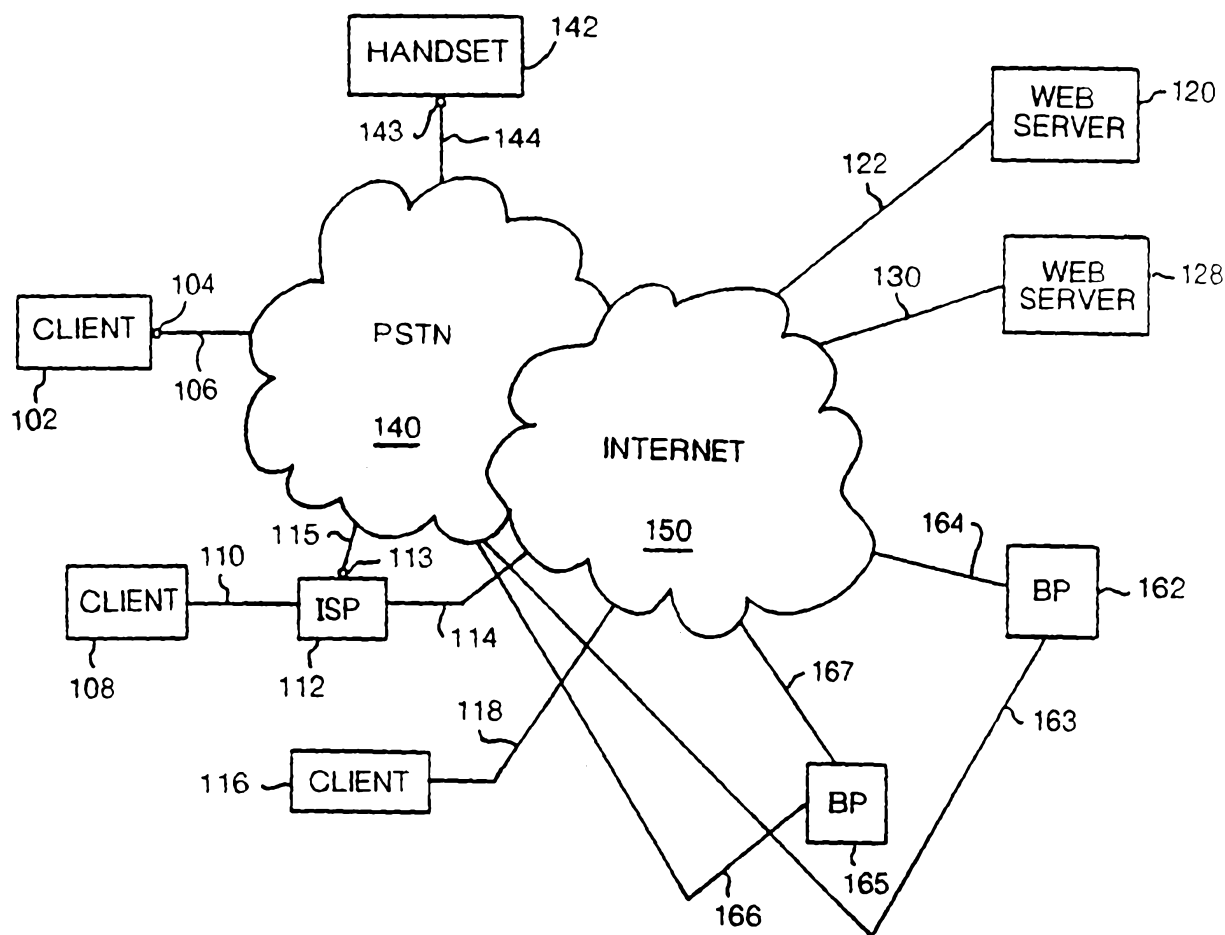 142
HANDSET
143
144
WEB
SERVER
120
122
WEB
SERVER
128
130
104
CLIENT
106
102
PSTN
140
INTERNET
150
115
113
110
CLIENT
108
ISP
112
114
164
BP
162
167
163
118
116
CLIENT
BP
165
166